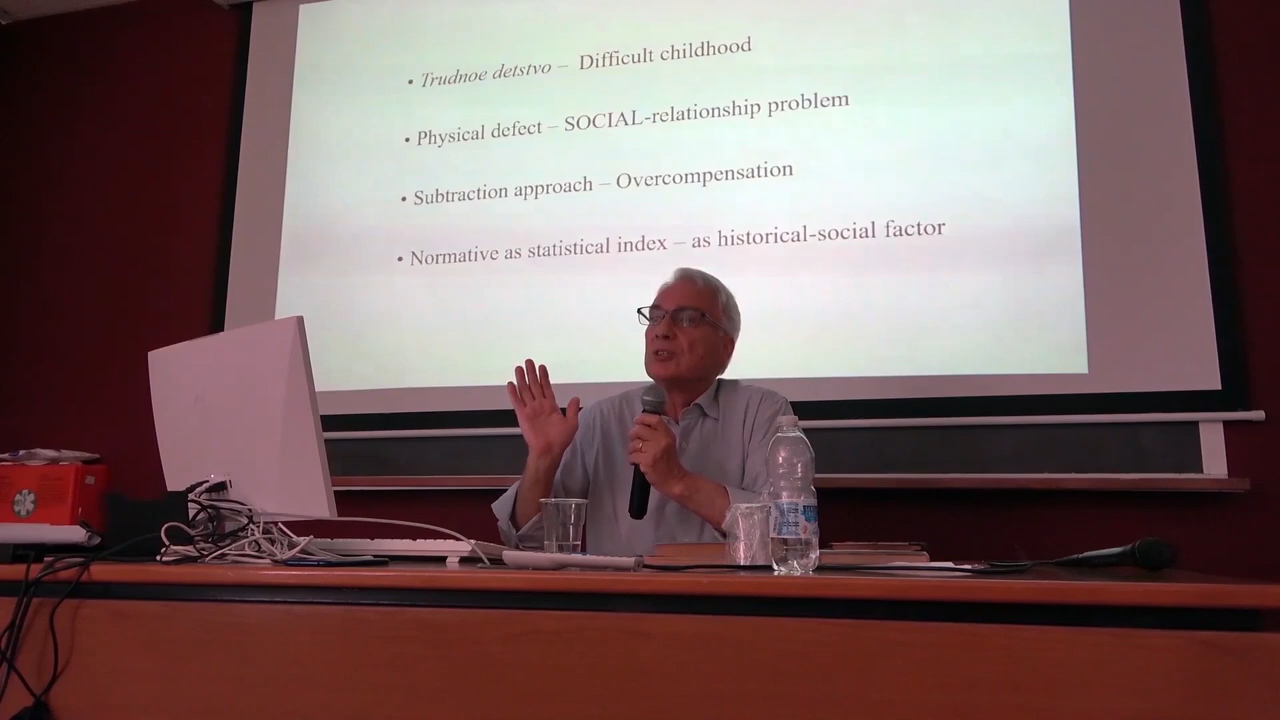 • Trudnoe detstvo – Difficult childhood
• Physical defect – SOCIAL-relationship problem
• Subtraction approach – Overcompensation
• Normative as statistical index – as historical-social factor